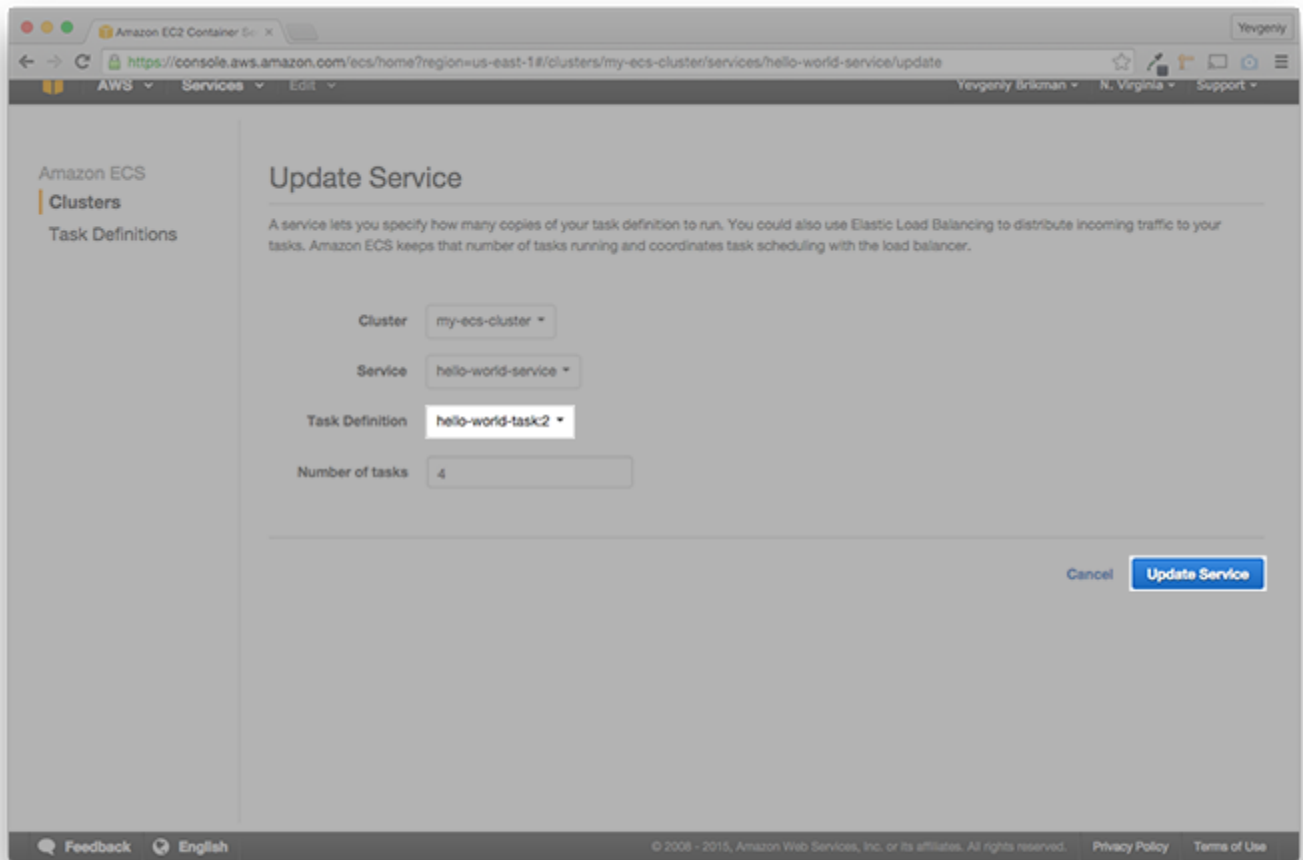 Amazon EC2 Container Se
Yevgeniy
https://console.aws.amazon.com/ecs/home?region=us-east-1#/clusters/my-ecs-cluster/services/hello-world-service/update
AWS Services Edit Yevgeniy Brikman N. Virginia Support
Amazon ECS
Clusters
Task Definitions
Update Service
A service lets you specify how many copies of your task definition to run. You could also use Elastic Load Balancing to distribute incoming traffic to your
tasks. Amazon ECS keeps that number of tasks running and coordinates task scheduling with the load balancer.
Cluster my-ecs-cluster
Service hello-world-service
Task Definition hello-world-task:2
Number of tasks 4
Cancel Update Service
Feedback English © 2008 - 2015, Amazon Web Services, Inc. or its affiliates. All rights reserved. Privacy Policy Terms of Use